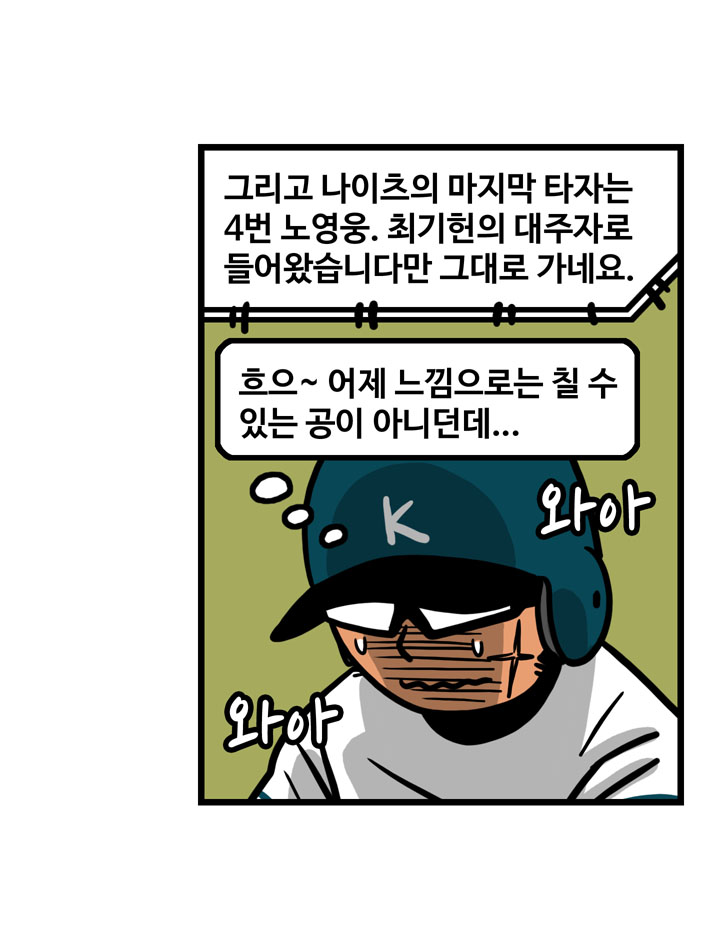 그리고 나이츠의 마지막 타자는
4번 노영웅. 최기헌의 대주자로
들어왔습니다만 그대로 가네요.
흐으~ 어제 느낌으로는 칠 수
있는 공이 아니던데...
K
와아
와아